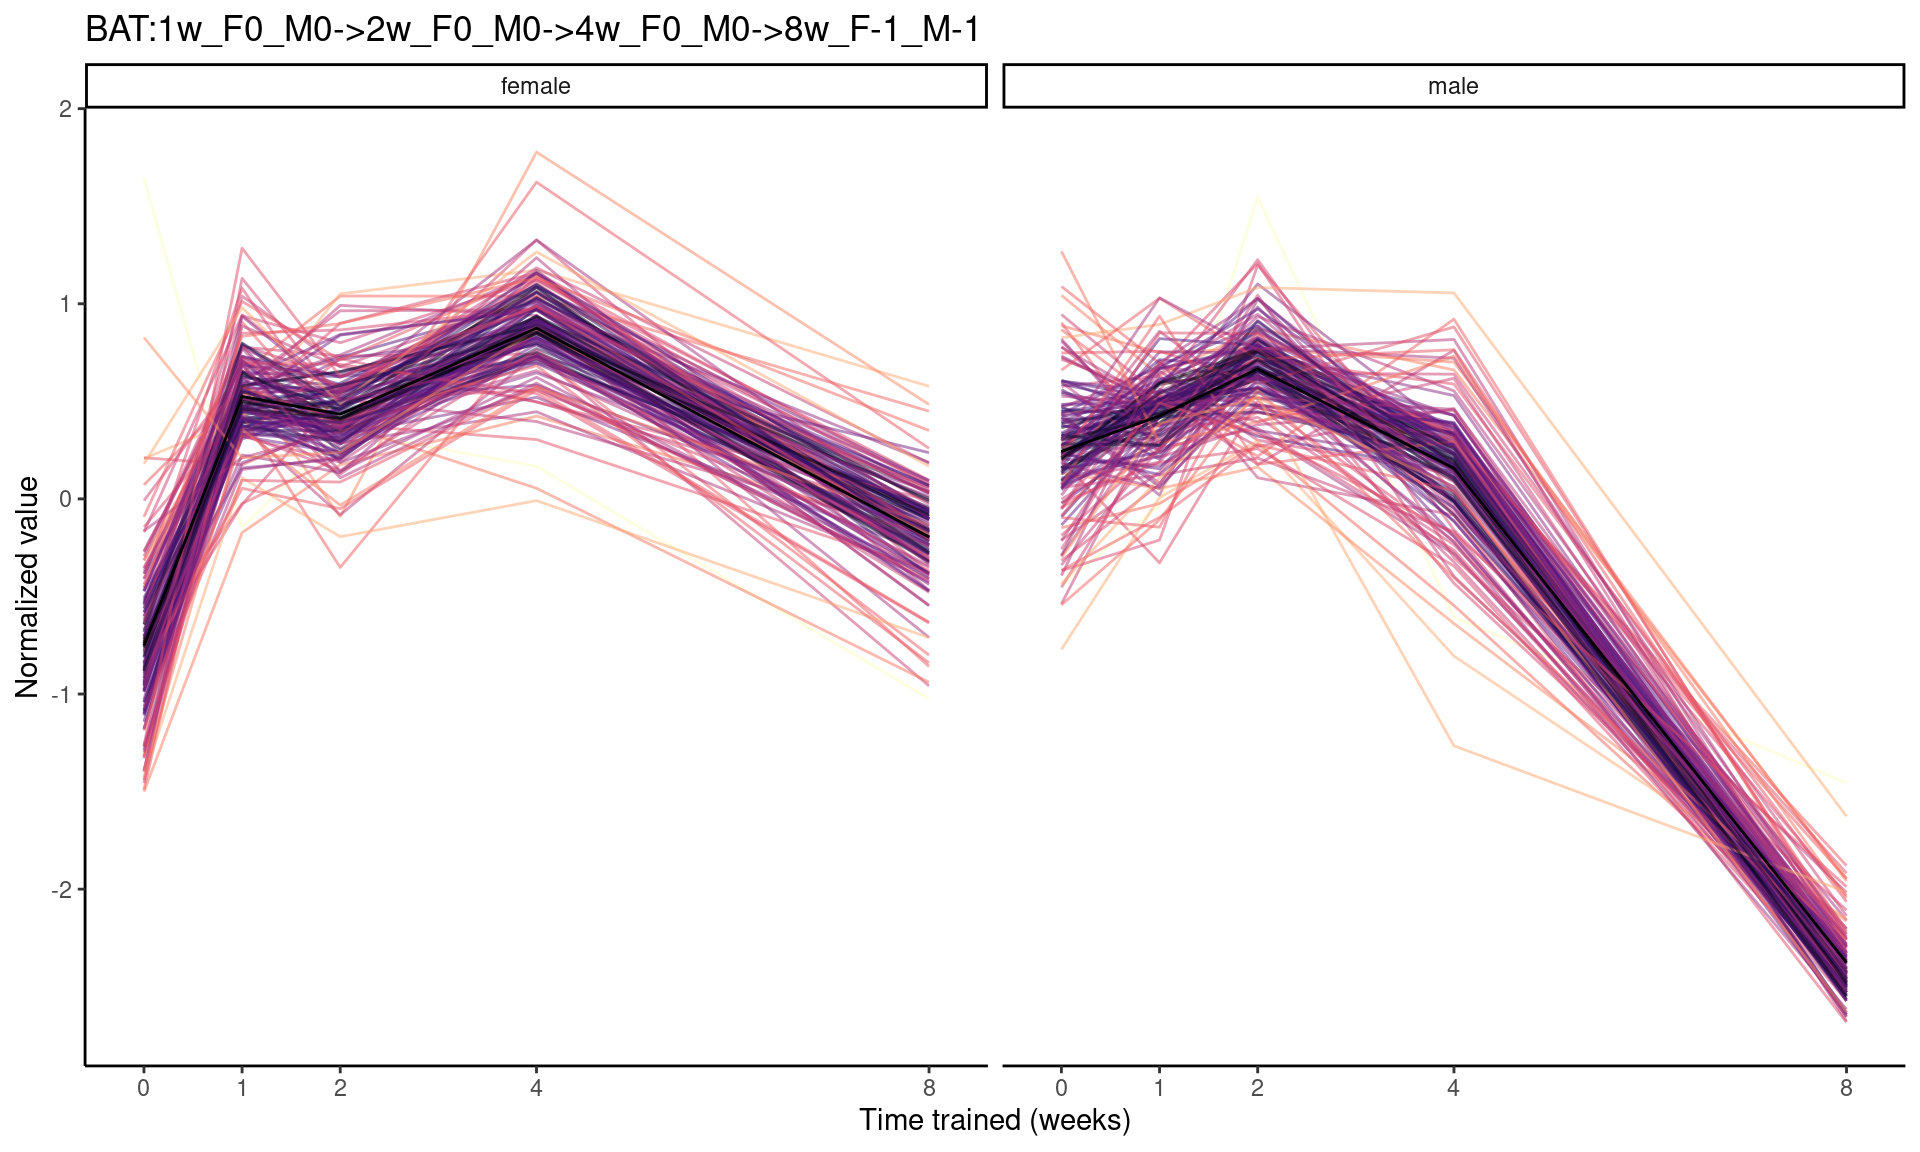 BAT:1w_F0_M0->2w_F0_M0->4w_F0_M0->8w_F-1_M-1
female
male
2
1
0
-1
-2
Normalized value
0 1 2 4 8
0 1 2 4 8
Time trained (weeks)